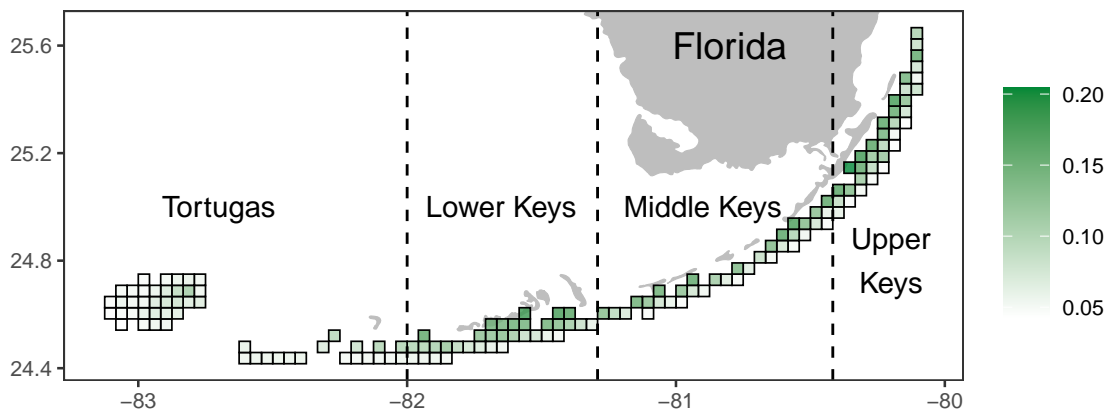 25.6
25.2
24.8
24.4
Florida
Tortugas
Lower Keys
Middle Keys
Upper
Keys
−83
−82
−81
−80
0.20
0.15
0.10
0.05